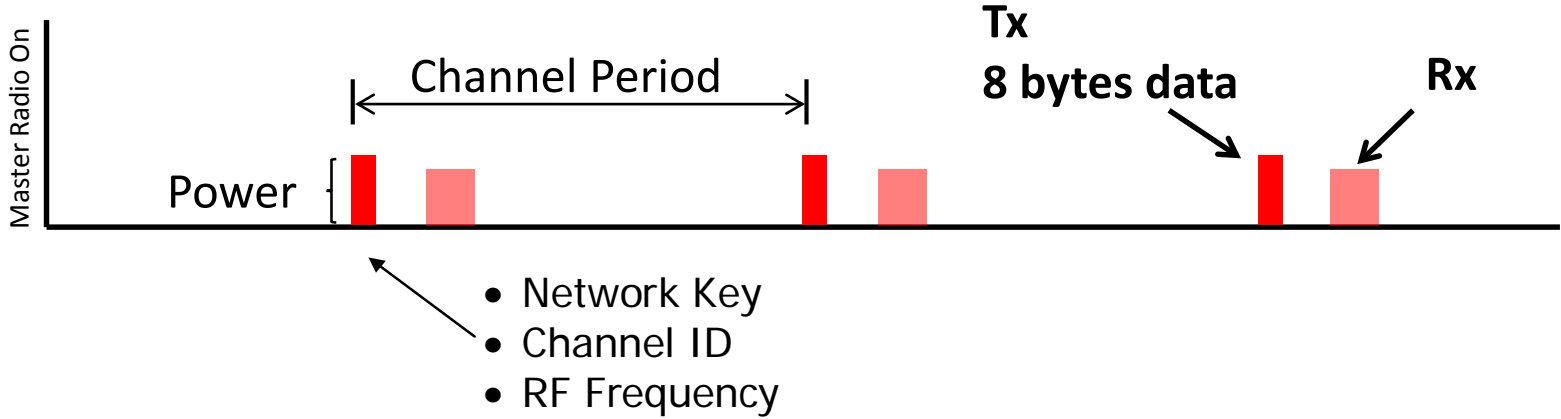 Master Radio On
Channel Period
Tx
8 bytes data
Rx
Power
• Network Key
• Channel ID
• RF Frequency